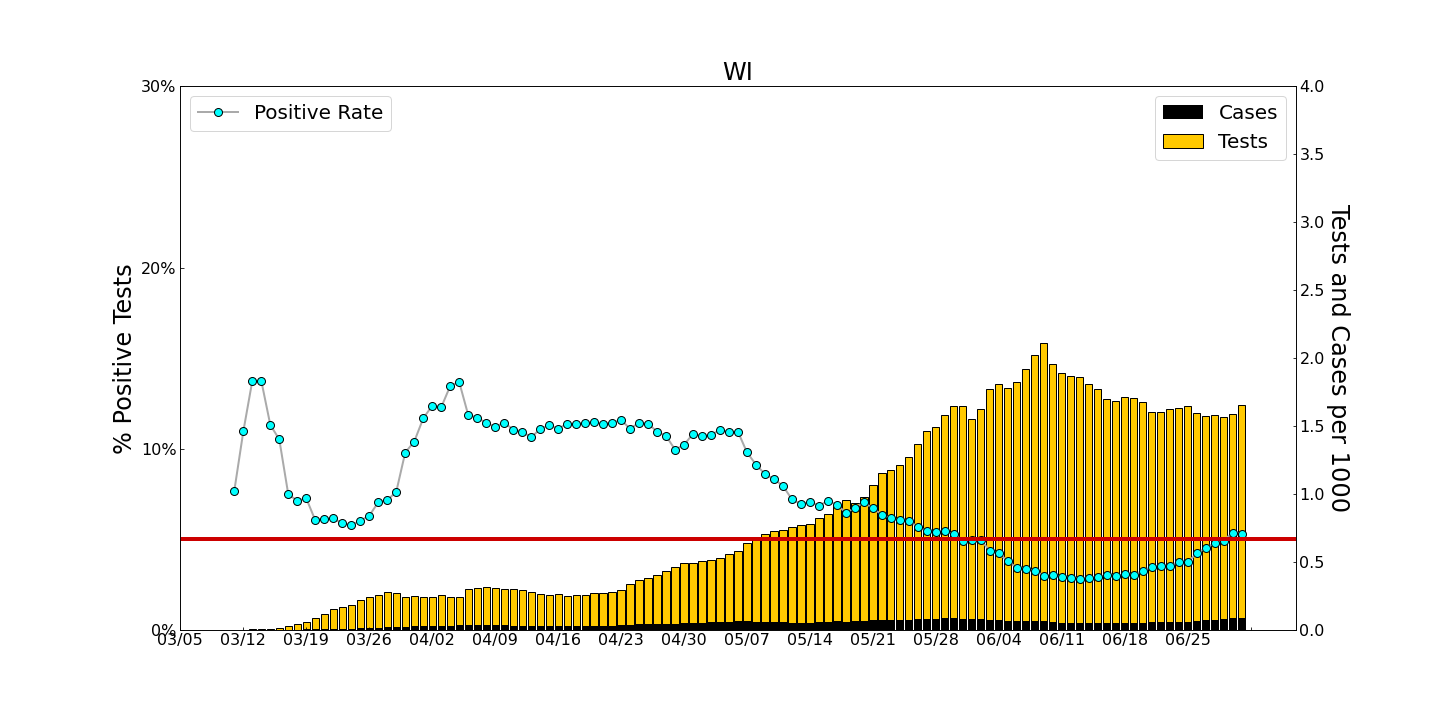 WI
30%
20%
10%
0%
% Positive Tests
Positive Rate
Cases
Tests
4.0
3.5
3.0
2.5
2.0
1.5
1.0
0.5
0.0
Tests and Cases per 1000
03/05 03/12 03/19 03/26 04/02 04/09 04/16 04/23 04/30 05/07 05/14 05/21 05/28 06/04 06/11 06/18 06/25